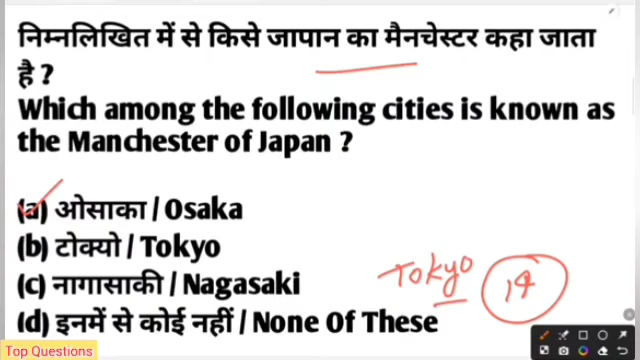 निम्नलिखित में से किसे जापान का मैनचेस्टर कहा जाता
है ?
Which among the following cities is known as
the Manchester of Japan ?
(a) ओसाका / Osaka
(b) टोक्यो / Tokyo
(c) नागासाकी / Nagasaki
Tokyo
(d) इनमें से कोई नहीं / None Of These
Top Questions